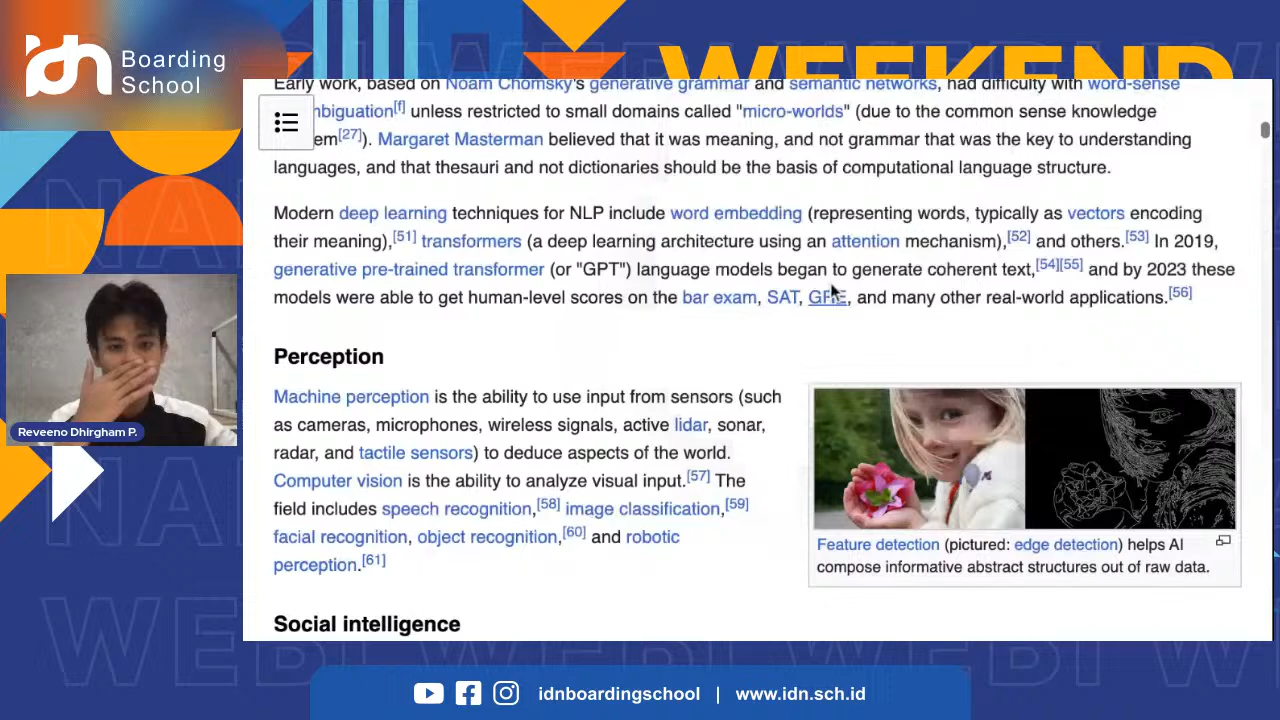 idn Boarding
School
WEEKEND
Early work, based on Noam Chomsky's generative grammar and semantic networks, had difficulty with word-sense
mbiguation[f] unless restricted to small domains called "micro-worlds" (due to the common sense knowledge
em[27]). Margaret Masterman believed that it was meaning, and not grammar that was the key to understanding
languages, and that thesauri and not dictionaries should be the basis of computational language structure.
Modern deep learning techniques for NLP include word embedding (representing words, typically as vectors encoding
their meaning),[51] transformers (a deep learning architecture using an attention mechanism),[52] and others.[53] In 2019,
generative pre-trained transformer (or "GPT") language models began to generate coherent text,[54][55] and by 2023 these
models were able to get human-level scores on the bar exam, SAT, GRE, and many other real-world applications.[56]
Perception
Machine perception is the ability to use input from sensors (such
as cameras, microphones, wireless signals, active lidar, sonar,
radar, and tactile sensors) to deduce aspects of the world.
Computer vision is the ability to analyze visual input.[57] The
field includes speech recognition,[58] image classification,[59]
facial recognition, object recognition,[60] and robotic
perception.[61]
Feature detection (pictured: edge detection) helps AI
compose informative abstract structures out of raw data.
Social intelligence
Reveeno Dhirgham P.
idnboardingschool | www.idn.sch.id